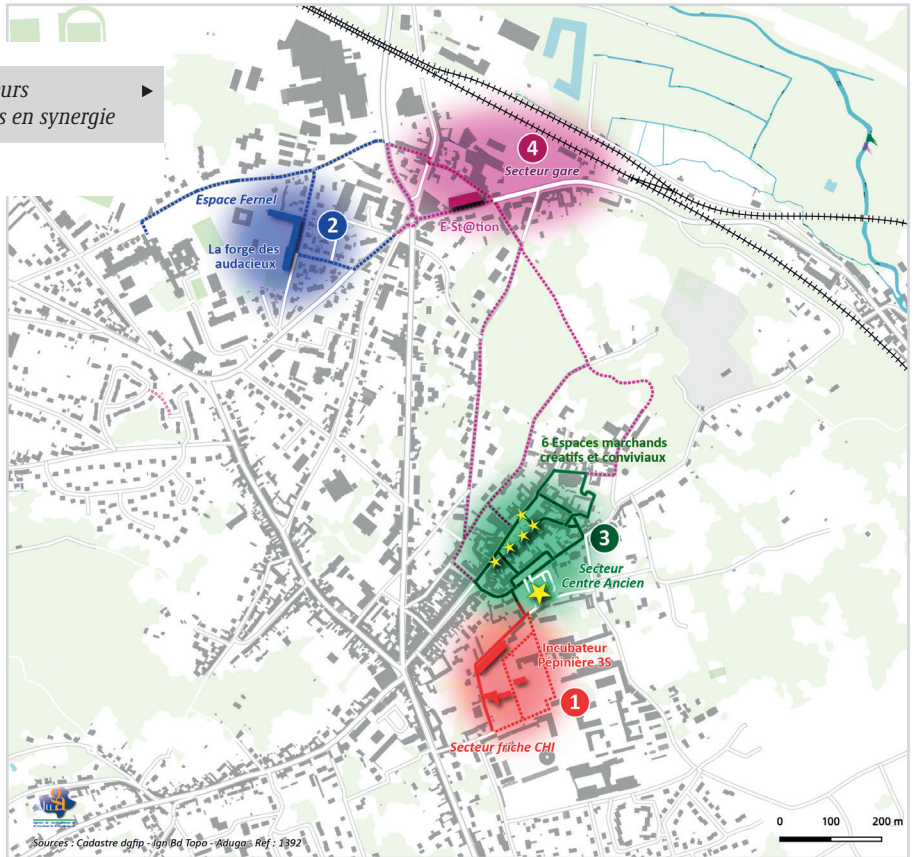 urs
s en synergie
4
Secteur gare
E-St@tion
Espace Fernel
2
La forge des
audacieux
6 Espaces marchands
créatifs et conviviaux
3
Secteur
Centre Ancien
Incubateur
Pépinière 3S
1
Secteur friche CHI
0 100 200 m
Sources : Cadastre dgfip - Ign Bd Topo - Aduga - Ref : 1392